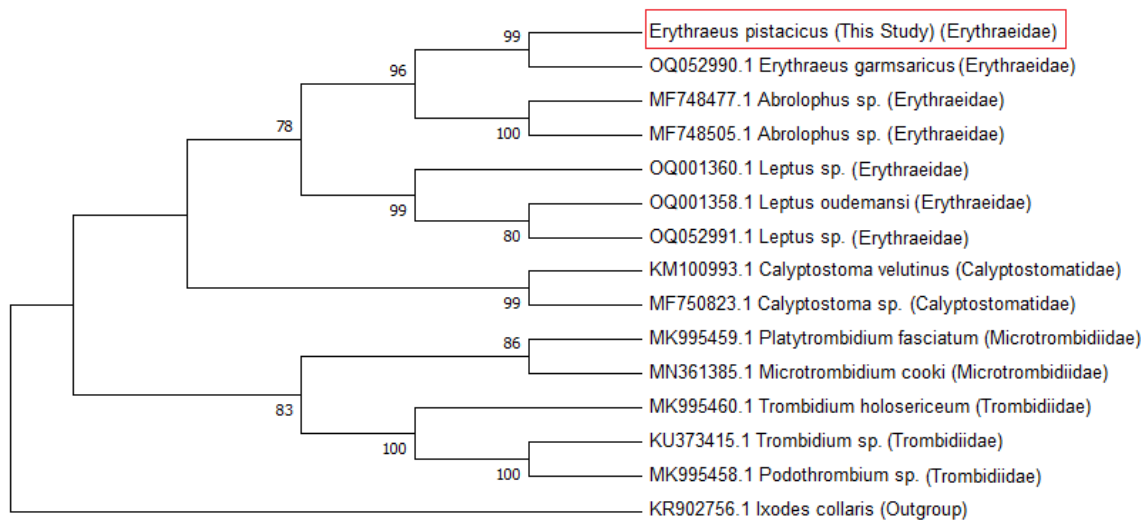 Erythraeus pistacicus (This Study) (Erythraeidae)
99
OQ052990.1 Erythraeus garmsaricus (Erythraeidae)
96
MF748477.1 Abrolophus sp. (Erythraeidae)
78
100
MF748505.1 Abrolophus sp. (Erythraeidae)
OQ001360.1 Leptus sp. (Erythraeidae)
99
OQ001358.1 Leptus oudemansi (Erythraeidae)
80
OQ052991.1 Leptus sp. (Erythraeidae)
KM100993.1 Calyptostoma velutinus (Calyptostomatidae)
99
MF750823.1 Calyptostoma sp. (Calyptostomatidae)
86
MK995459.1 Platytrombidium fasciatum (Microtrombidiidae)
MN361385.1 Microtrombidium cooki (Microtrombidiidae)
83
MK995460.1 Trombidium holosericeum (Trombidiidae)
100
KU373415.1 Trombidium sp. (Trombidiidae)
100
MK995458.1 Podothrombium sp. (Trombidiidae)
KR902756.1 Ixodes collaris (Outgroup)